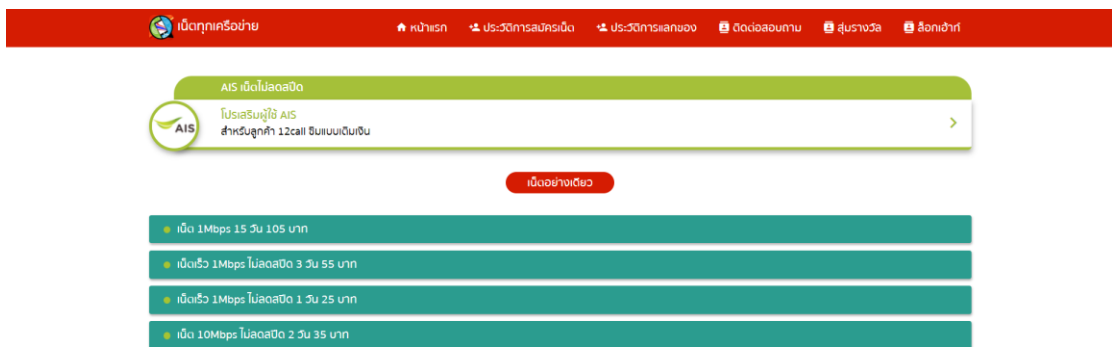 เน็ตทุกเครือข่าย
หน้าแรก
ประวัติการสมัครเน็ต
ประวัติการแลกของ
ติดต่อสอบถาม
สุ่มรางวัล
ล็อกเอ้าท์
AIS เน็ตไม่ลดสปีด
AIS
โปรเสริมผู้ใช้ AIS
สำหรับลูกค้า 12call ซิมแบบเติมเงิน
เน็ตอย่างเดียว
เน็ต 1Mbps 15 วัน 105 บาท
เน็ตเร็ว 1Mbps ไม่ลดสปีด 3 วัน 55 บาท
เน็ตเร็ว 1Mbps ไม่ลดสปีด 1 วัน 25 บาท
เน็ต 10Mbps ไม่ลดสปีด 2 วัน 35 บาท